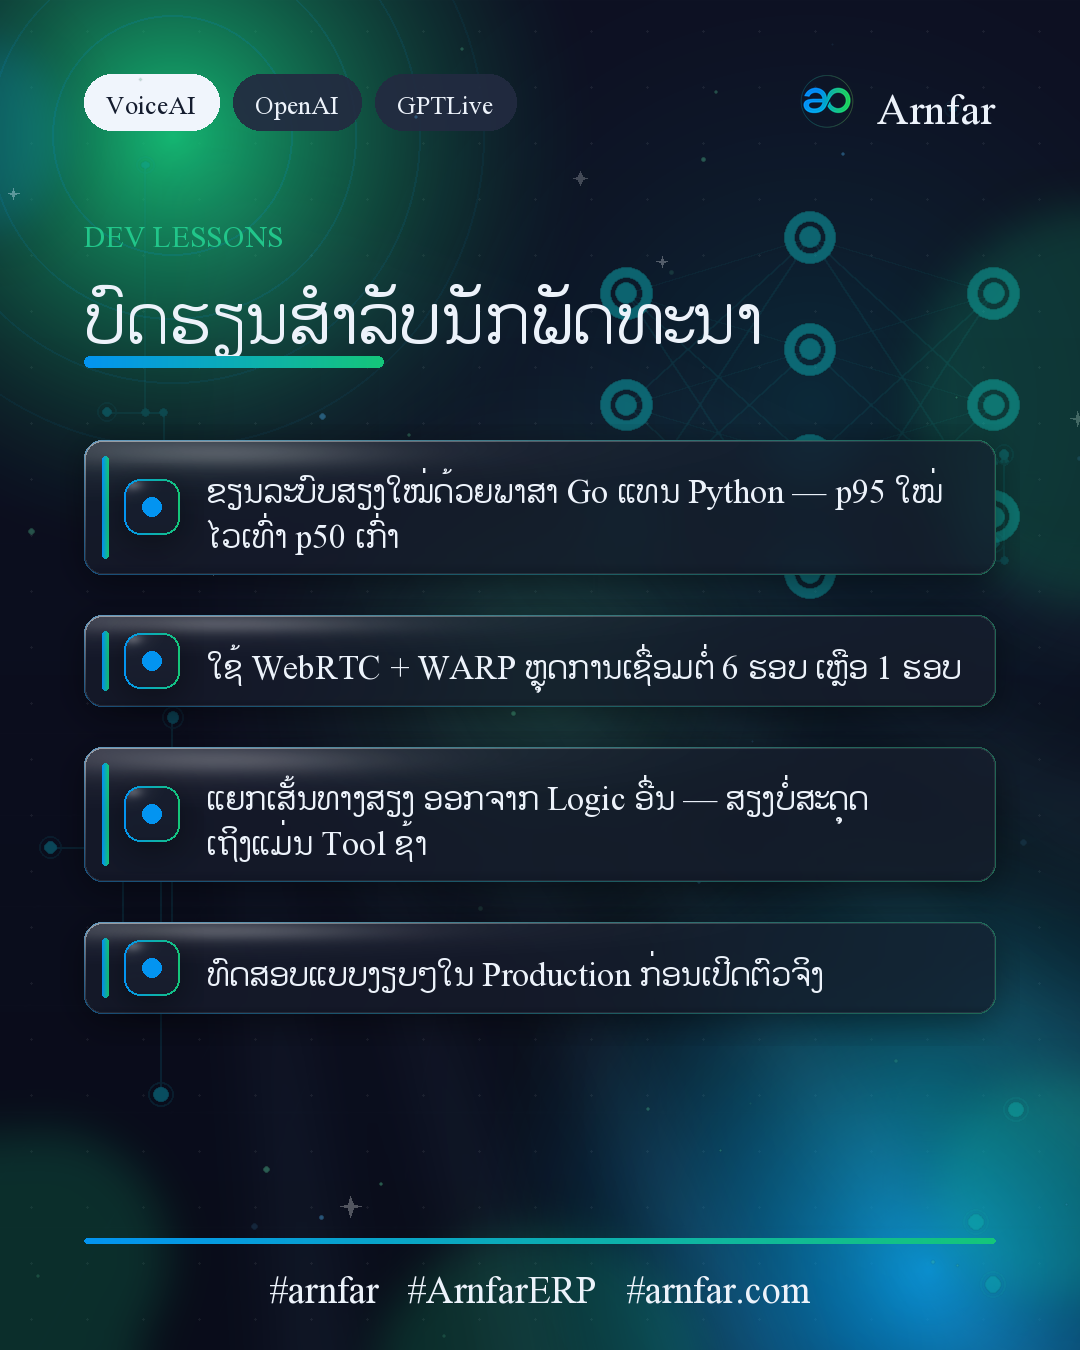 VoiceAI OpenAI GPTLive
Arnfar
DEV LESSONS
ບົດຮຽນສຳລັບນັກພັດທະນາ
ຂຽນລະບົບສຽງໃໝ່ດ້ວຍພາສາ Go ແທນ Python — p95 ໃໝ່
ໄວເທົ່າ p50 ເກົ່າ
ໃຊ້ WebRTC + WARP ຫຼຸດການເຊື່ອມຕໍ່ 6 ຮອບ ເຫຼືອ 1 ຮອບ
ແຍກເສັ້ນທາງສຽງ ອອກຈາກ Logic ອື່ນ — ສຽງບໍ່ສະດຸດ
ເຖິງແມ່ນ Tool ຊ້າ
ທົດສອບແບບງຽບໆໃນ Production ກ່ອນເປີດຕົວຈິງ
#arnfar #ArnfarERP #arnfar.com